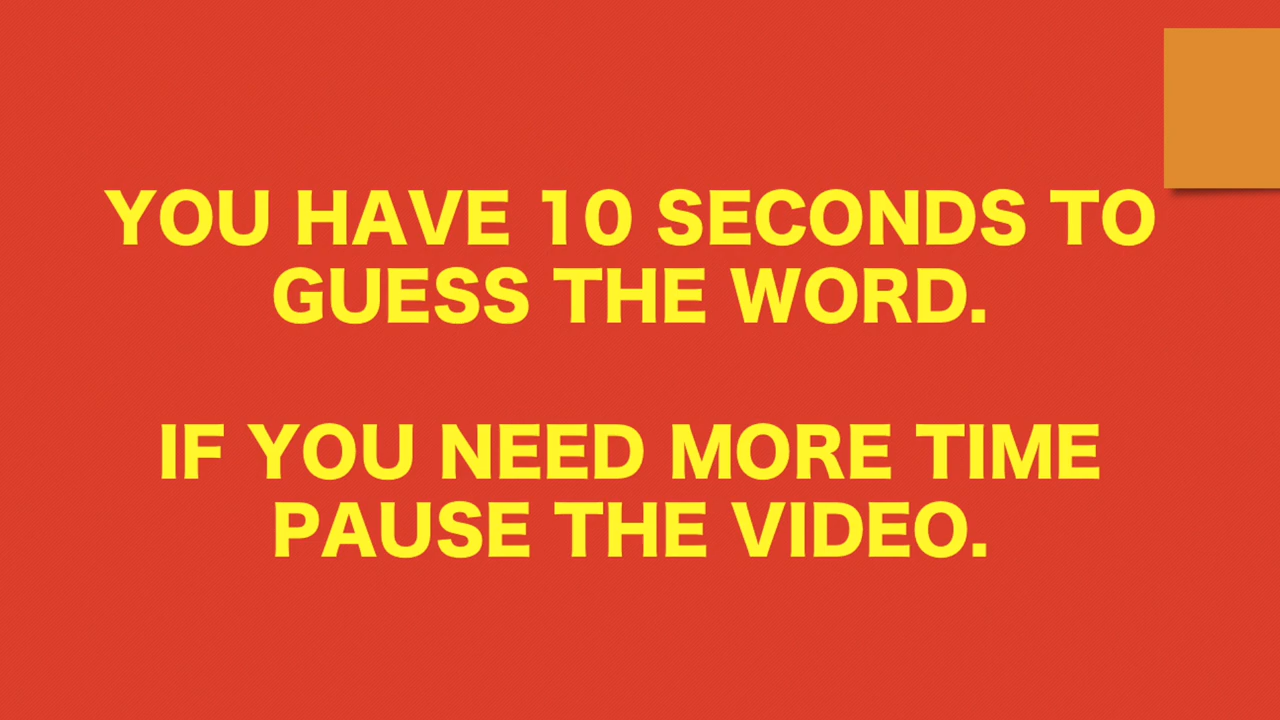 YOU HAVE 10 SECONDS TO
GUESS THE WORD.
IF YOU NEED MORE TIME
PAUSE THE VIDEO.